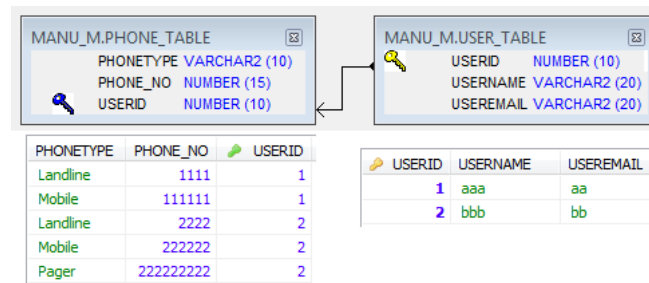 MANU_M.PHONE_TABLE
PHONETYPE VARCHAR2 (10)
PHONE_NO NUMBER (15)
USERID NUMBER (10)
MANU_M.USER_TABLE
USERID NUMBER (10)
USERNAME VARCHAR2 (20)
USEREMAIL VARCHAR2 (20)
PHONETYPE PHONE_NO USERID
Landline 1111 1
Mobile 111111 1
Landline 2222 2
Mobile 222222 2
Pager 222222222 2
USERID USERNAME USEREMAIL
1 aaa aa
2 bbb bb